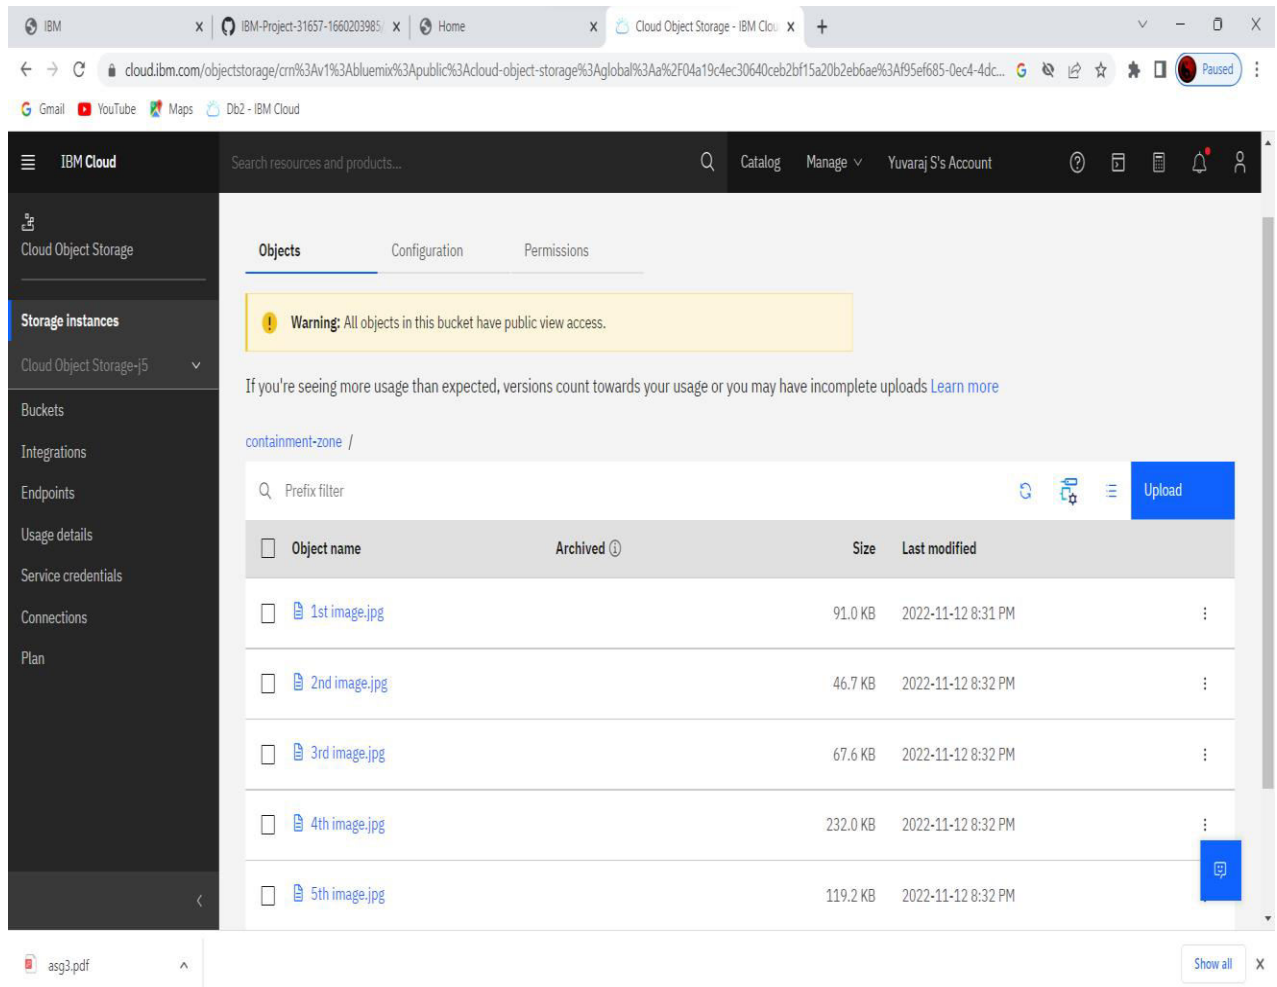 IBM
IBM-Project-31657-1660203985
Home
Cloud Object Storage - IBM Clou
cloud.ibm.com/objectstorage/crn%3Av1%3Abluemix%3Apublic%3Acloud-object-storage%3Aglobal%3Aa%2F04a19c4ec30640ceb2bf15a20b2eb6ae%3Af95ef685-0ec4-4dc...
Paused
Gmail YouTube Maps Db2 - IBM Cloud
IBM Cloud
Search resources and products...
Catalog Manage Yuvaraj S's Account
Cloud Object Storage
Storage instances
Cloud Object Storage-j5
Buckets
Integrations
Endpoints
Usage details
Service credentials
Connections
Plan
Objects Configuration Permissions
Warning: All objects in this bucket have public view access.
If you're seeing more usage than expected, versions count towards your usage or you may have incomplete uploads Learn more
containment-zone /
Prefix filter
Upload
Object name Archived Size Last modified
1st image.jpg 91.0 KB 2022-11-12 8:31 PM
2nd image.jpg 46.7 KB 2022-11-12 8:32 PM
3rd image.jpg 67.6 KB 2022-11-12 8:32 PM
4th image.jpg 232.0 KB 2022-11-12 8:32 PM
5th image.jpg 119.2 KB 2022-11-12 8:32 PM
asg3.pdf
Show all